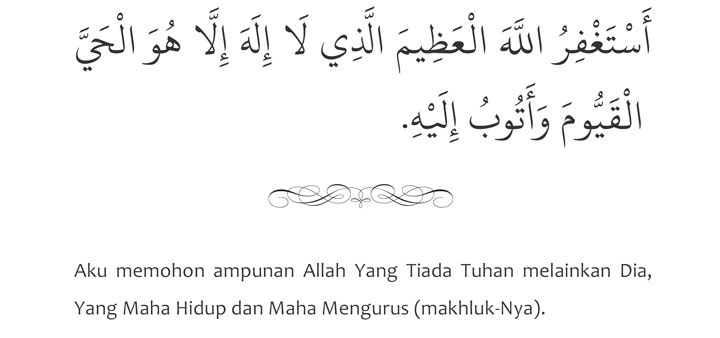 أَسْتَغْفِرُ اللَّهَ الْعَظِيمَ الَّذِي لَا إِلَهَ إِلَّا هُوَ الْحَيَّ
الْقَيُّومَ وَأَتُوبُ إِلَيْهِ.
Aku memohon ampunan Allah Yang Tiada Tuhan melainkan Dia,
Yang Maha Hidup dan Maha Mengurus (makhluk-Nya).